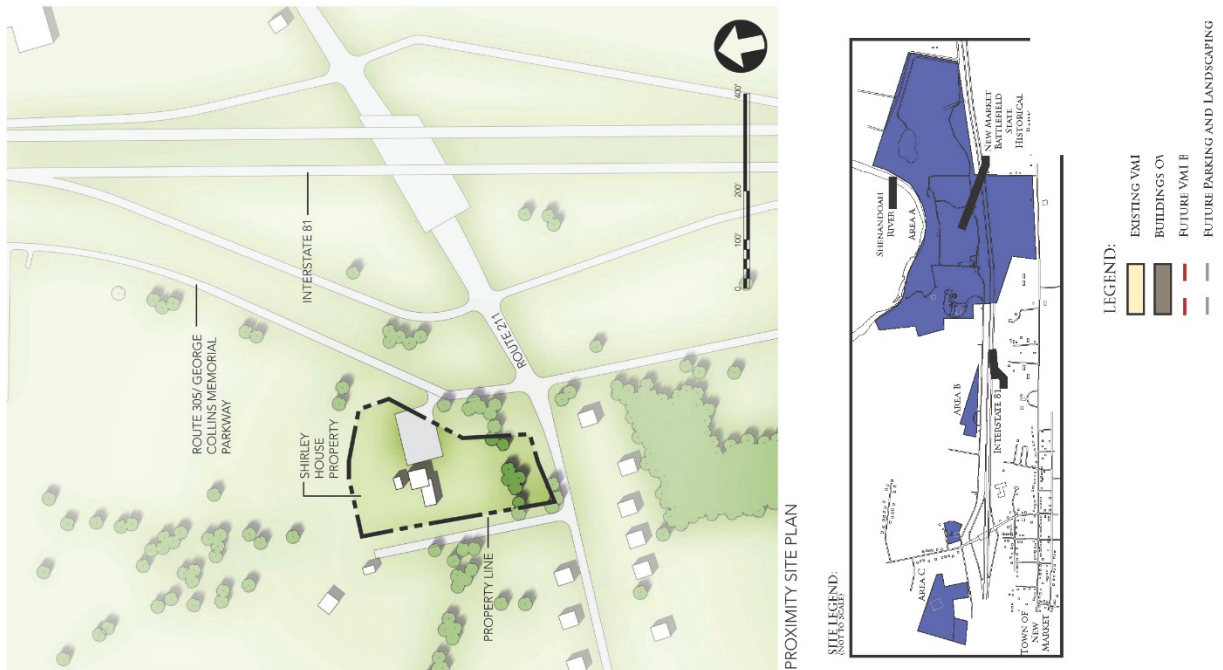 ROUTE 305/ GEORGE
COLLINS MEMORIAL
PARKWAY
INTERSTATE 81
SHIRLEY
HOUSE
PROPERTY
ROUTE 211
PROPERTY LINE
0
100'
200'
400'
PROXIMITY SITE PLAN
SITE LEGEND:
(NOT TO SCALE)
SHENANDOAH
RIVER
AREA A
NEW MARKET
BATTLEFIELD
STATE
HISTORICAL
AREA B
INTERSTATE 81
AREA C
TOWN OF
NEW
MARKET
LEGEND:
EXISTING VMI
BUILDINGS
FUTURE VMI
FUTURE PARKING AND LANDSCAPING